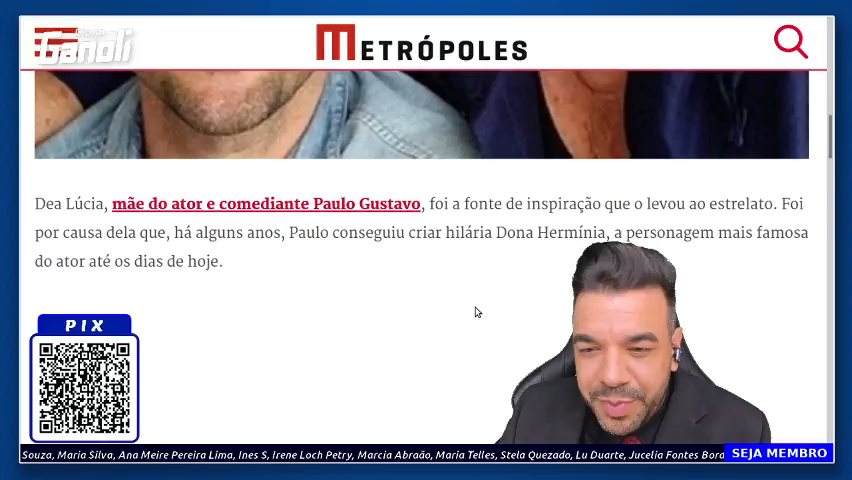 Ganoli
METRÓPOLES
Dea Lúcia, mãe do ator e comediante Paulo Gustavo, foi a fonte de inspiração que o levou ao estrelato. Foi
por causa dela que, há alguns anos, Paulo conseguiu criar hilária Dona Hermínia, a personagem mais famosa
do ator até os dias de hoje.
PIX
Souza, Maria Silva, Ana Meire Pereira Lima, Ines S, Irene Loch Petry, Marcia Abraão, Maria Telles, Stela Quezado, Lu Duarte, Jucelia Fontes
SEJA MEMBRO